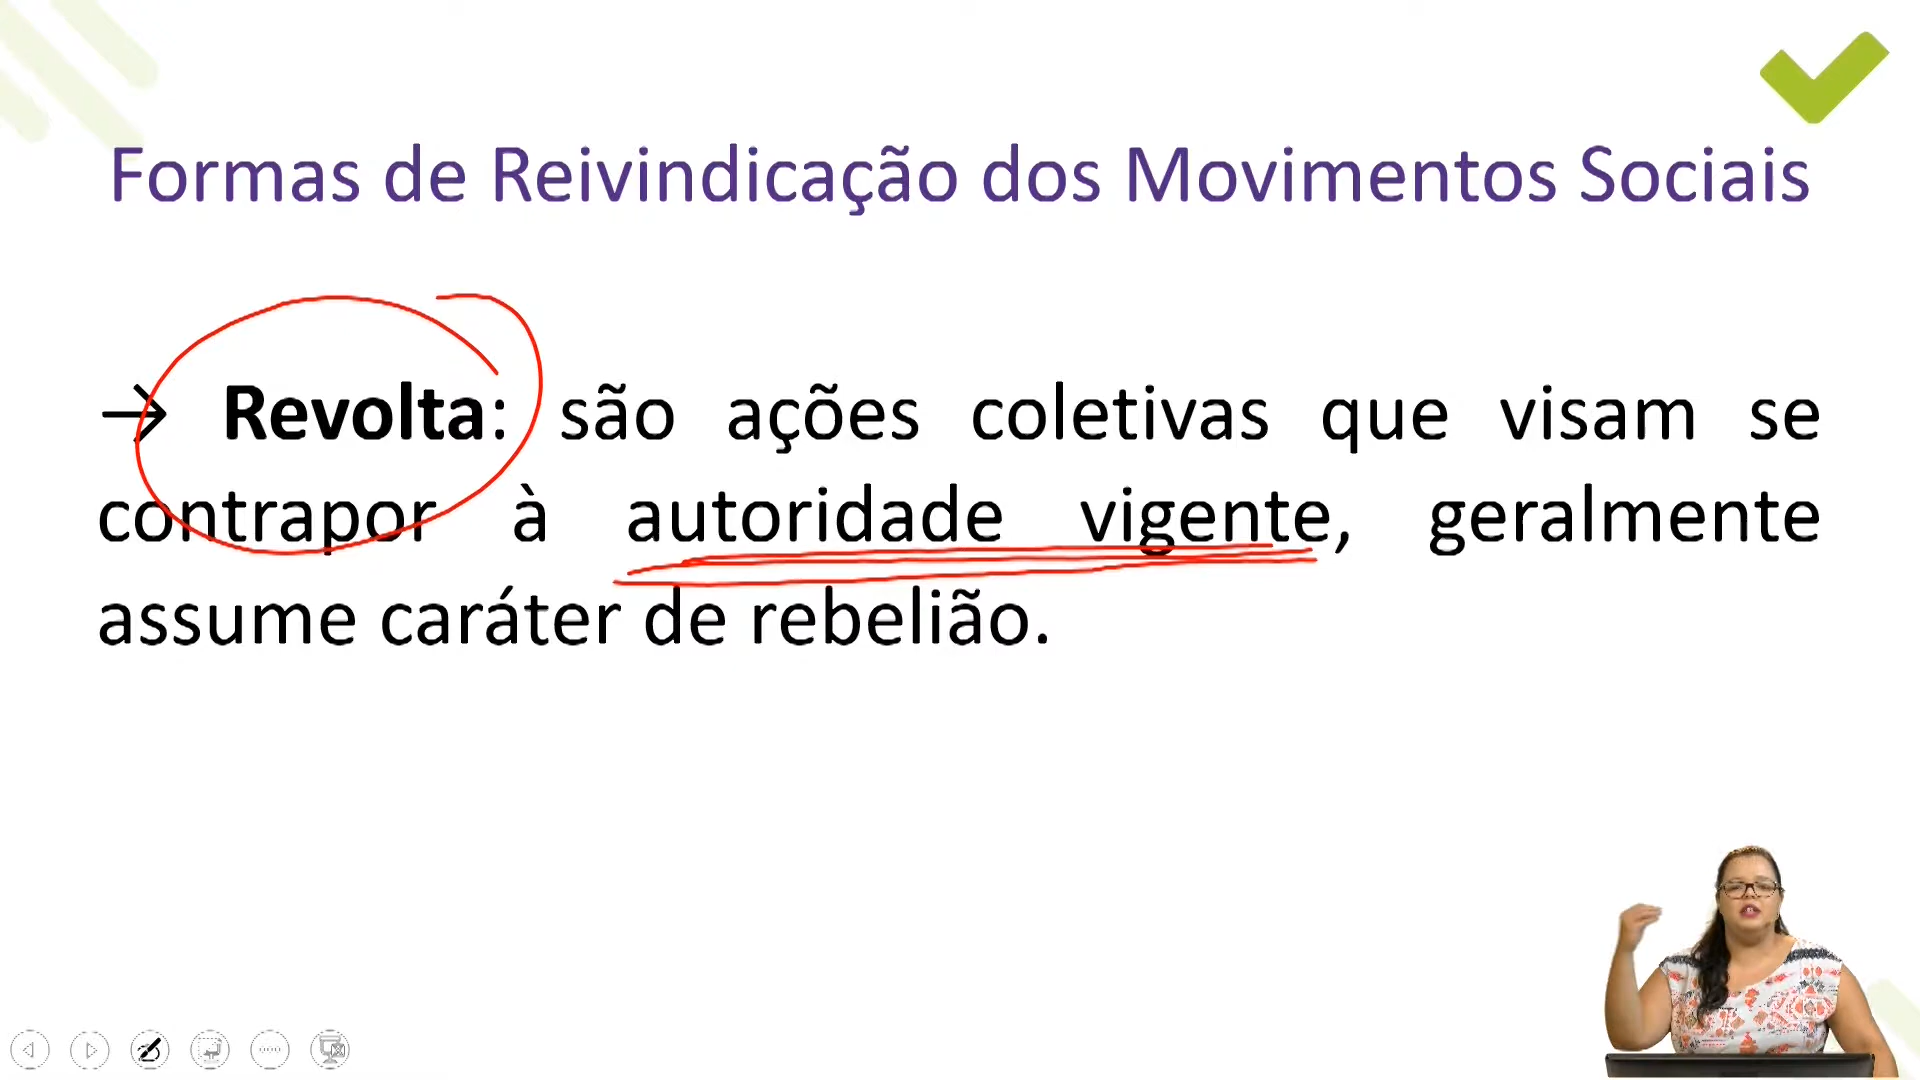 Formas de Reivindicação dos Movimentos Sociais
→ Revolta: são ações coletivas que visam se
contrapor à autoridade vigente, geralmente
assume caráter de rebelião.